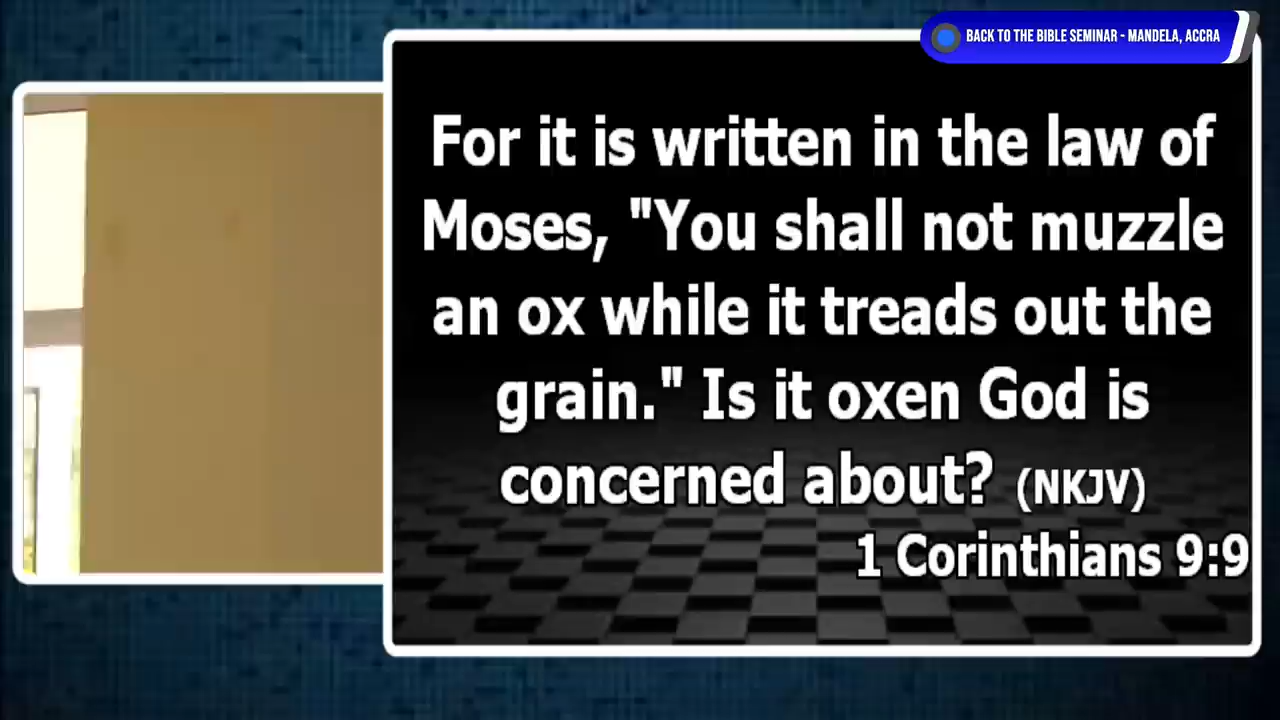 BACK TO THE BIBLE SEMINAR - MANDELA, ACCRA
For it is written in the law of
Moses, "You shall not muzzle
an ox while it treads out the
grain." Is it oxen God is
concerned about? (NKJV)
1 Corinthians 9:9